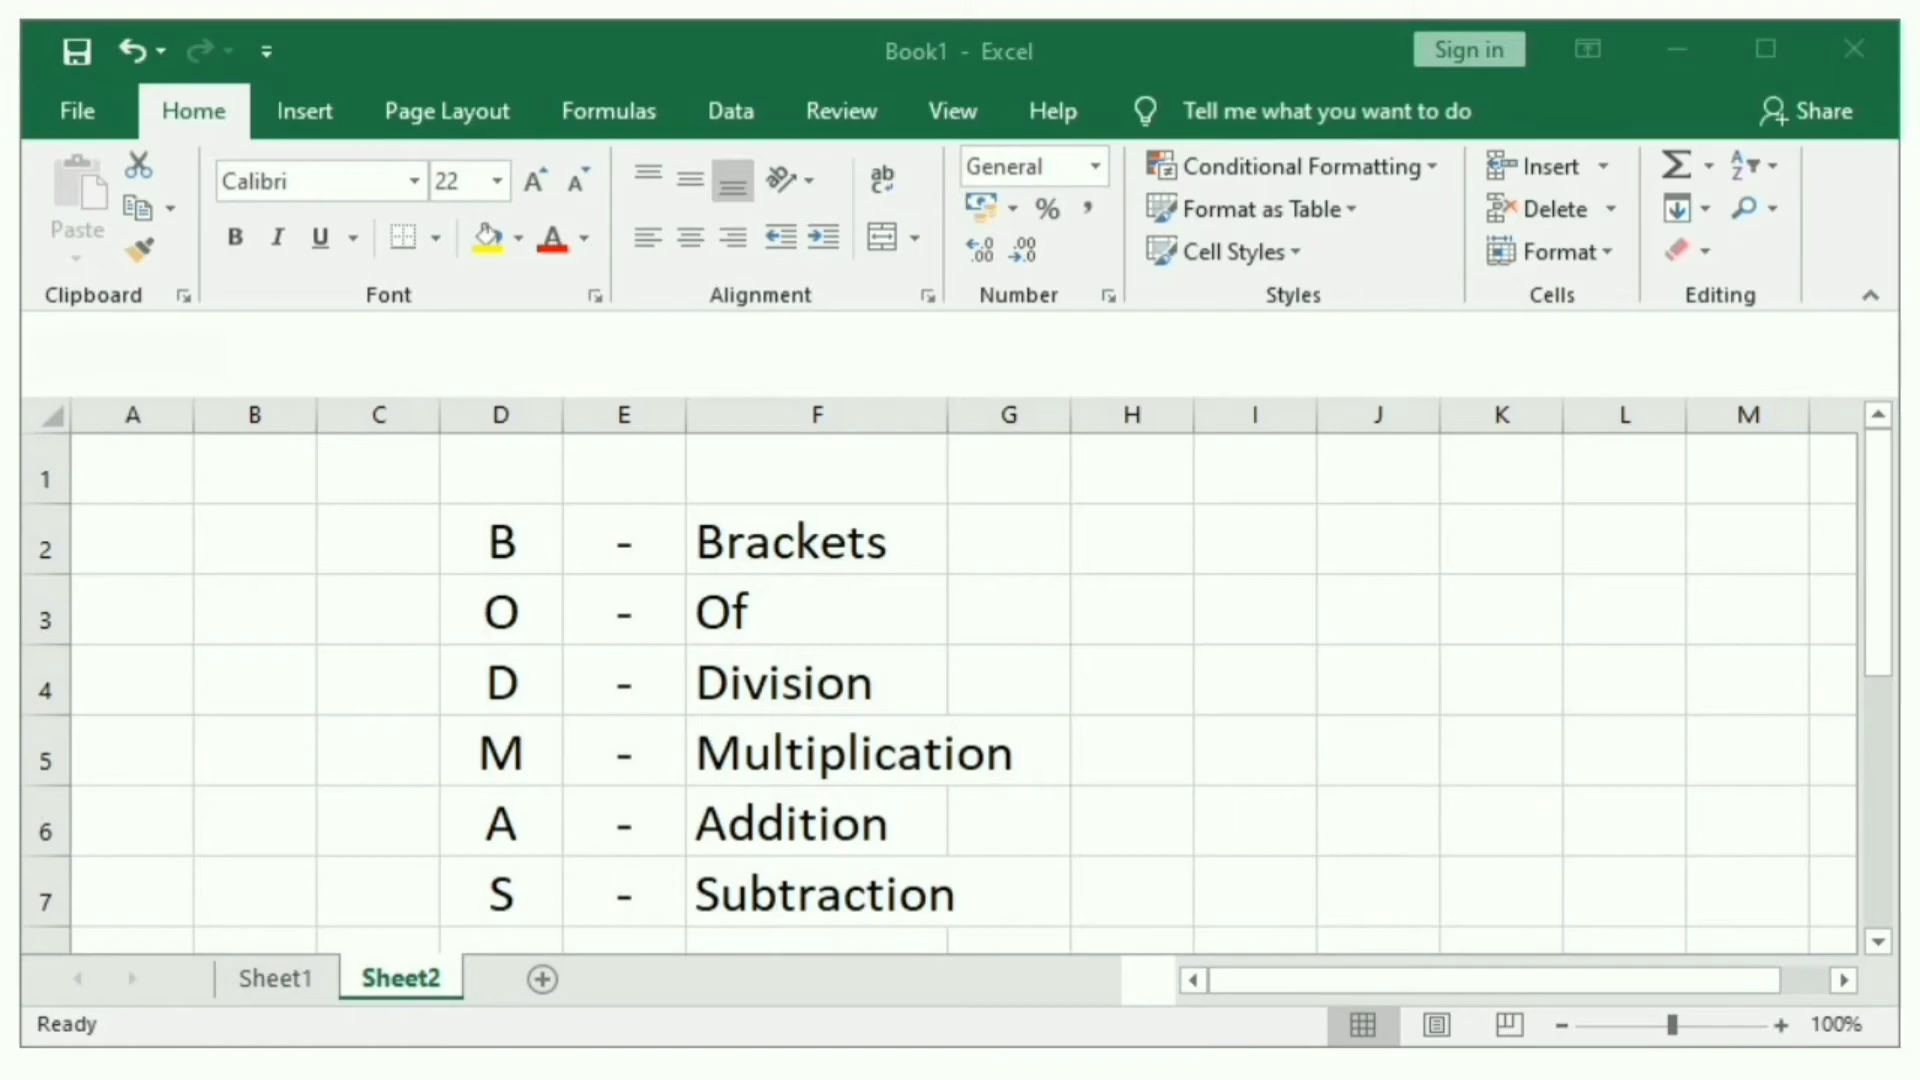 Book1 - Excel
Sign in
File Home Insert Page Layout Formulas Data Review View Help Tell me what you want to do Share
Paste
Calibri 22
B I U
A A A
ab
General
% ,
Conditional Formatting
Format as Table
Cell Styles
Insert
Delete
Format
Clipboard Font Alignment Number Styles Cells Editing
A B C D E F G H I J K L M
1
2 B - Brackets
3 O - Of
4 D - Division
5 M - Multiplication
6 A - Addition
7 S - Subtraction
Sheet1 Sheet2
Ready
100%